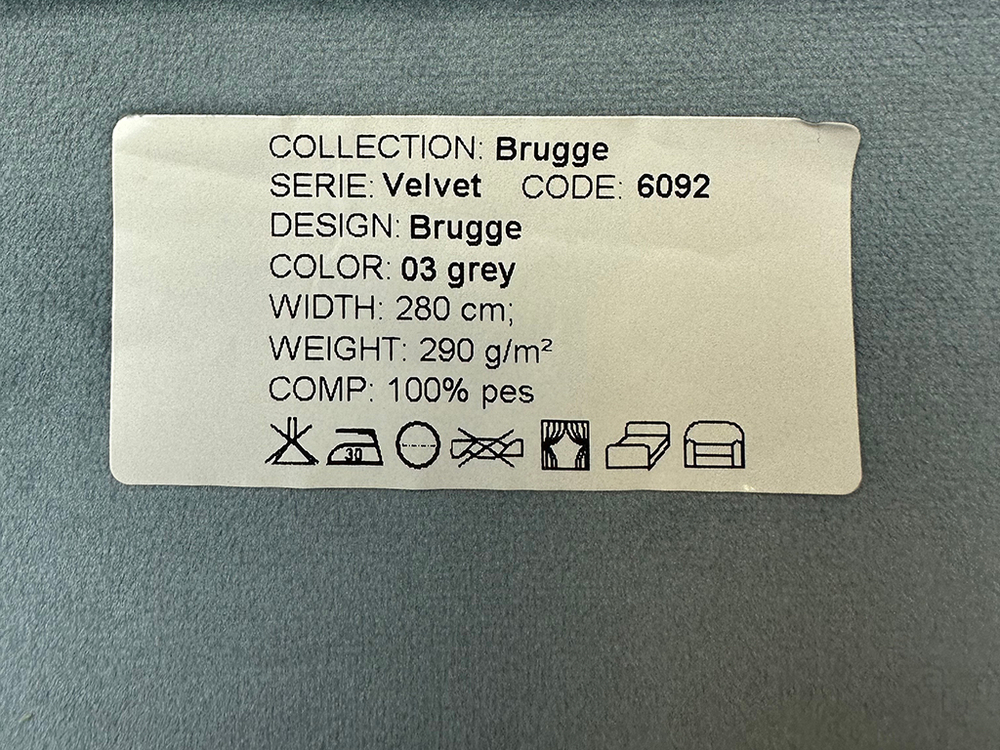 COLLECTION: Brugge
SERIE: Velvet CODE: 6092
DESIGN: Brugge
COLOR: 03 grey
WIDTH: 280 cm;
WEIGHT: 290 g/m²
COMP: 100% pes
30